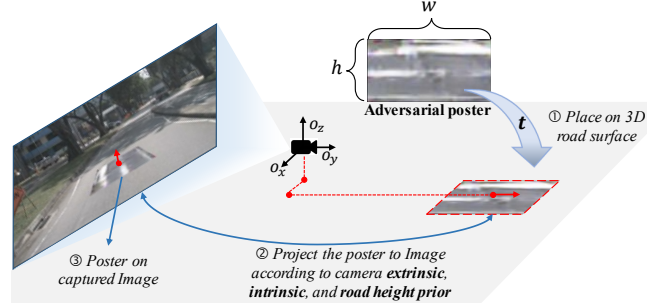 w
h
Adversarial poster
t
① Place on 3D
road surface
o_z
o_y
o_x
③ Poster on
captured Image
② Project the poster to Image
according to camera extrinsic,
intrinsic, and road height prior